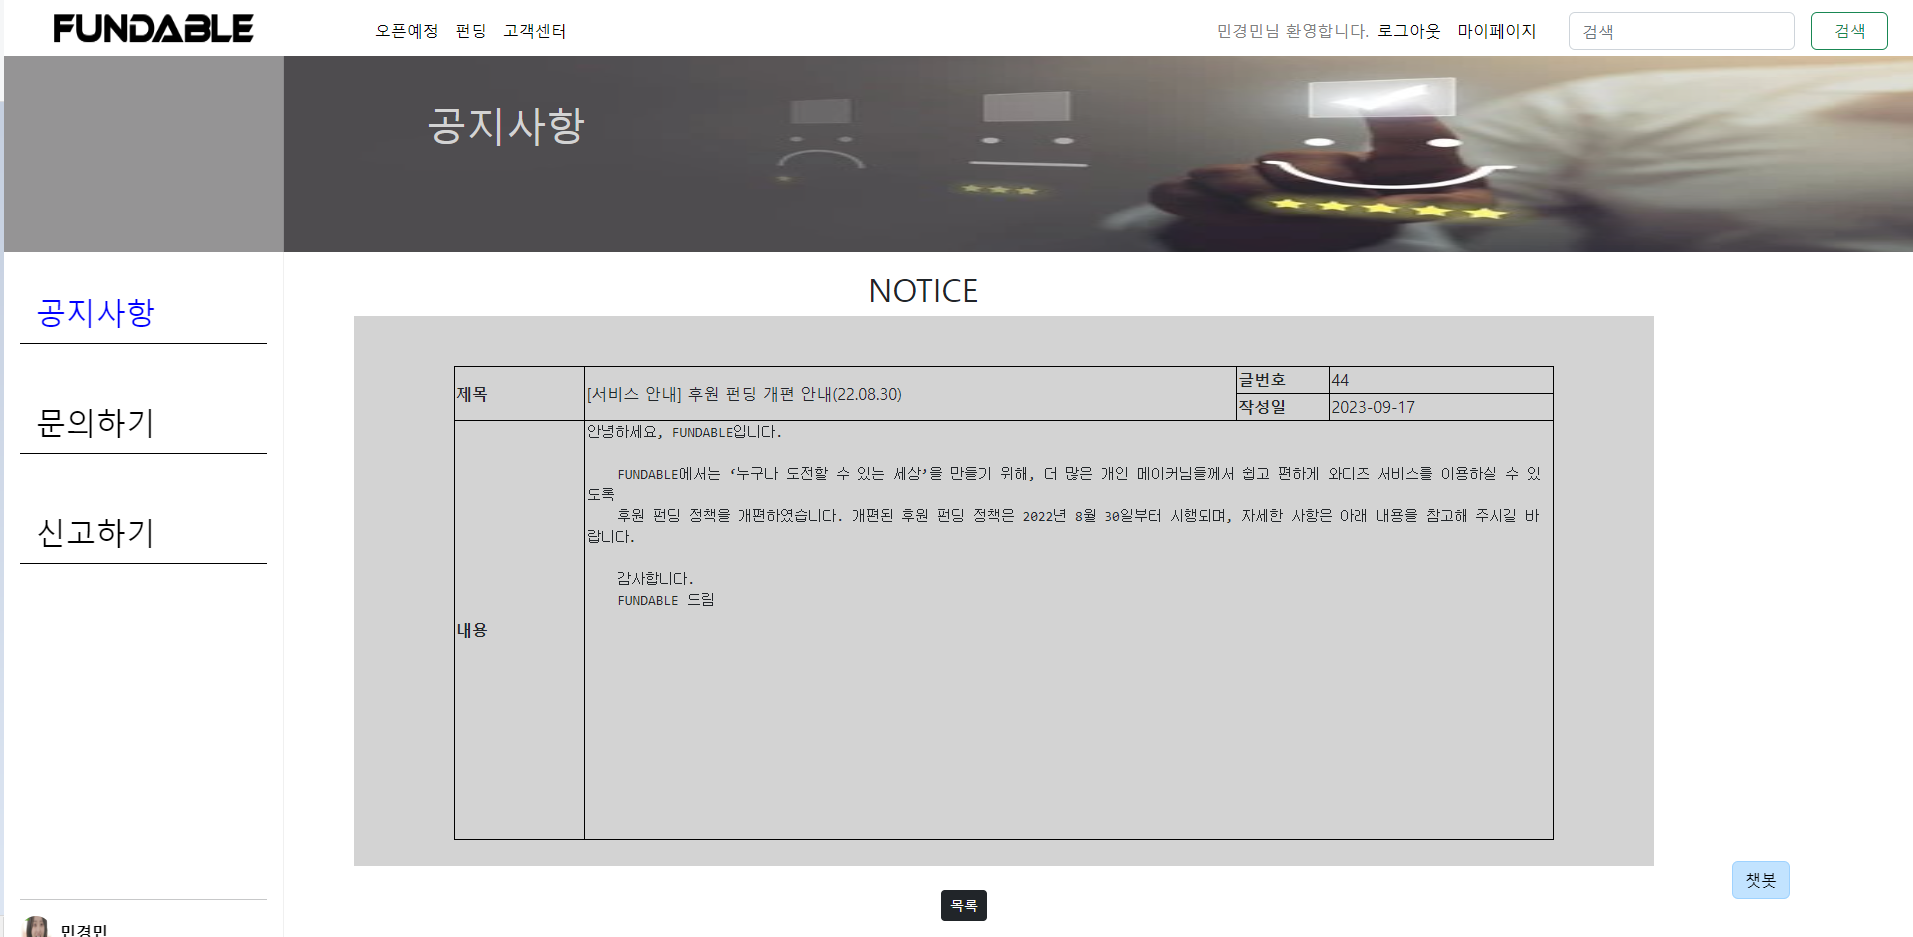 FUNDABLE
오픈예정 펀딩 고객센터
민경민님 환영합니다. 로그아웃 마이페이지
검색
검색
공지사항
공지사항
문의하기
신고하기
NOTICE
제목
[서비스 안내] 후원 펀딩 개편 안내(22.08.30)
글번호
44
작성일
2023-09-17
내용
안녕하세요, FUNDABLE입니다.
FUNDABLE에서는 ‘누구나 도전할 수 있는 세상’을 만들기 위해, 더 많은 개인 메이커님들께서 쉽고 편하게 와디즈 서비스를 이용하실 수 있
도록
후원 펀딩 정책을 개편하였습니다. 개편된 후원 펀딩 정책은 2022년 8월 30일부터 시행되며, 자세한 사항은 아래 내용을 참고해 주시길 바
랍니다.
감사합니다.
FUNDABLE 드림
목록
챗봇
민경민